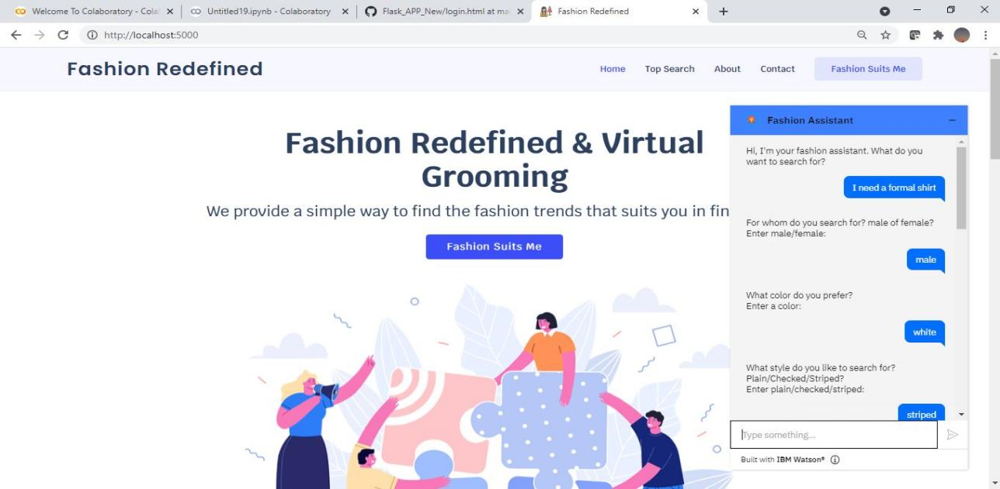 Welcome To Colaboratory - Cola
Untitled19.ipynb - Colaboratory
Flask_APP_New/login.html at ma
Fashion Redefined
http://localhost:5000
Fashion Redefined
Home
Top Search
About
Contact
Fashion Suits Me
Fashion Redefined & Virtual
Grooming
We provide a simple way to find the fashion trends that suits you in fin
Fashion Suits Me
Fashion Assistant
Hi, I'm your fashion assistant. What do you
want to search for?
I need a formal shirt
For whom do you search for? male of female?
Enter male/female:
male
What color do you prefer?
Enter a color:
white
What style do you like to search for?
Plain/Checked/Striped?
Enter plain/checked/striped:
striped
Type something...
Built with IBM Watson®